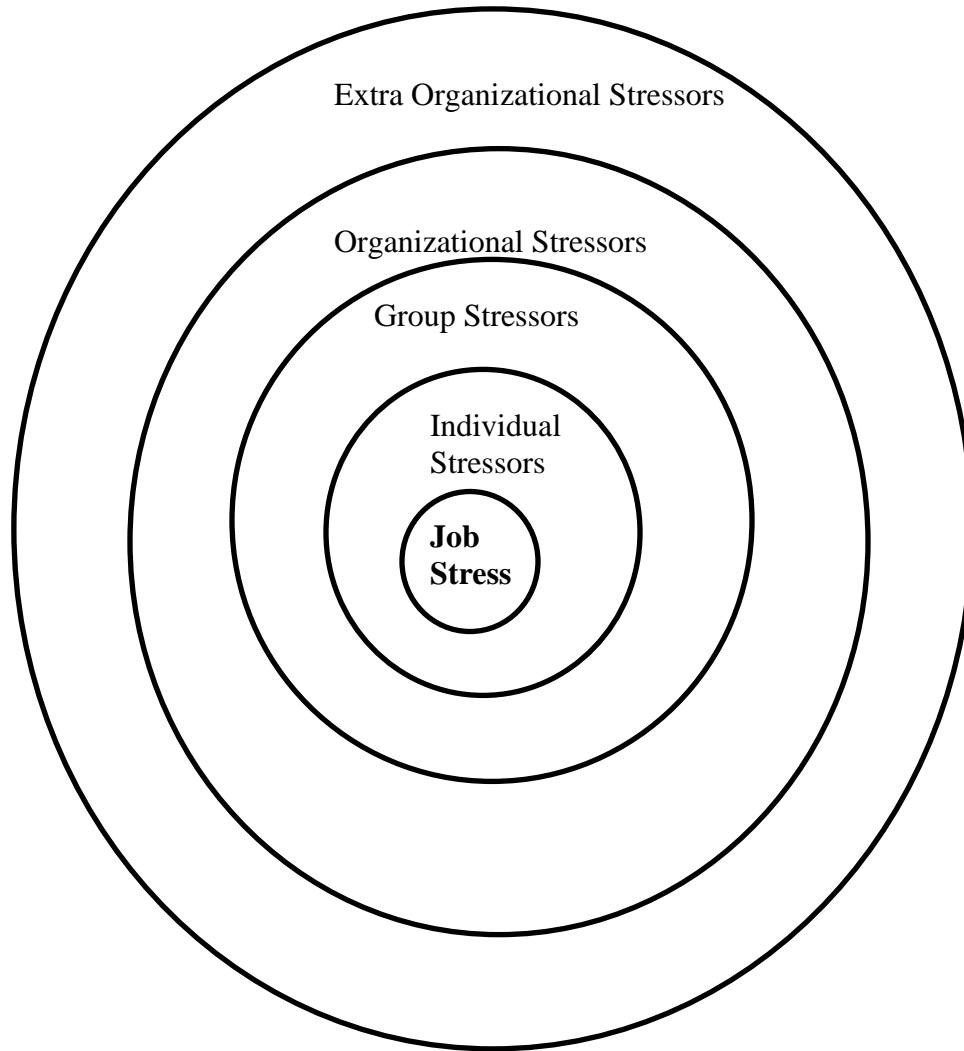 Extra Organizational Stressors
Organizational Stressors
Group Stressors
Individual
Stressors
Job
Stress